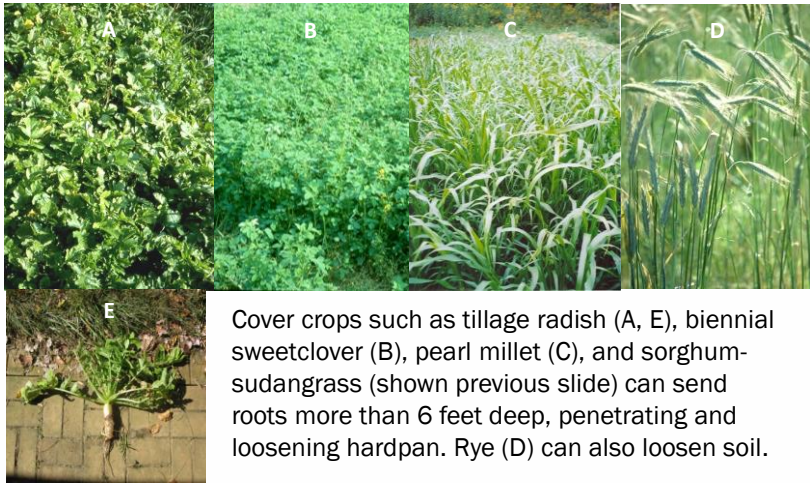 A
B
C
D
E
Cover crops such as tillage radish (A, E), biennial
sweetclover (B), pearl millet (C), and sorghum-
sudangrass (shown previous slide) can send
roots more than 6 feet deep, penetrating and
loosening hardpan. Rye (D) can also loosen soil.